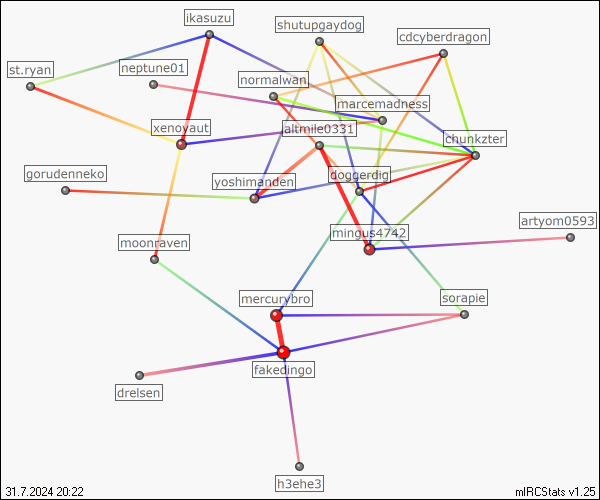 ikasuzu
shutupgaydog
cdcyberdragon
st.ryan
neptune01
normalwan
marcemadness
xenoyaut
altmile0331
chunkzter
gorudenneko
yoshimanden
doggerdig
artyom0593
mingus4742
moonraven
mercurybro
sorapie
fakedingo
drelsen
h3ehe3
31.7.2024 20:22
mIRCStats v1.25